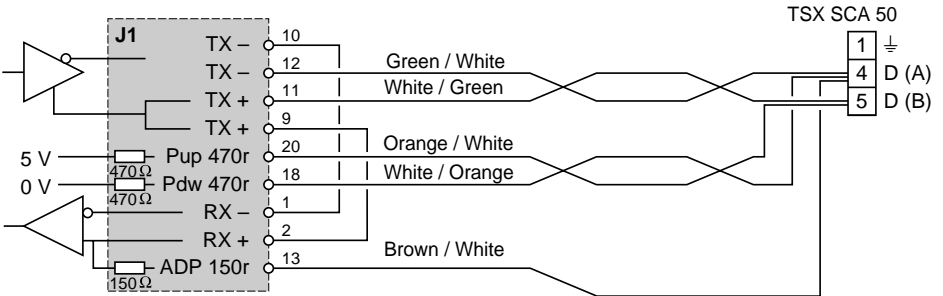 TSX SCA 50
J1
TX – 10
TX – 12 Green / White
TX + 11 White / Green
TX + 9
5 V 470Ω Pup 470r 20 Orange / White
0 V 470Ω Pdw 470r 18 White / Orange
RX – 1
RX + 2
150Ω ADP 150r 13 Brown / White
1 ⏚
4 D (A)
5 D (B)